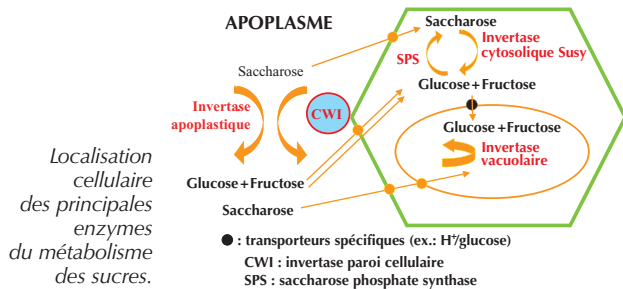 APOPLASME
Saccharose
Saccharose
SPS
Invertase
cytosolique Susy
Glucose+Fructose
Invertase
apoplastique
CWI
Glucose+Fructose
Invertase
vacuolaire
Glucose+Fructose
Saccharose
Localisation
cellulaire
des principales
enzymes
du métabolisme
des sucres.
● : transporteurs spécifiques (ex.: H⁺/glucose)
CWI : invertase paroi cellulaire
SPS : saccharose phosphate synthase